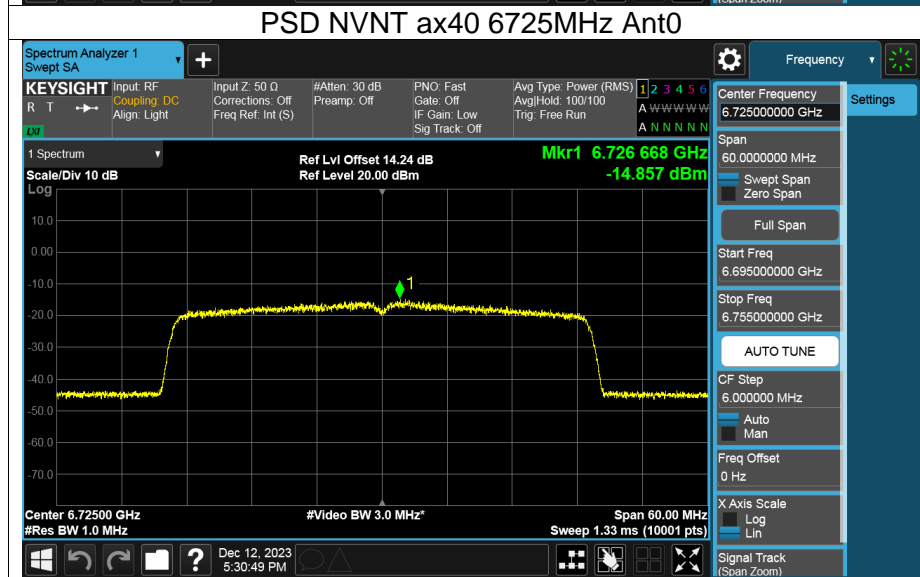 (Span Zoom)
PSD NVNT ax40 6725MHz Ant0
Spectrum Analyzer 1
Swept SA
+
Frequency
KEYSIGHT
R T
LXI
Input: RF
Coupling: DC
Align: Light
Input Z: 50 Ω
Corrections: Off
Freq Ref: Int (S)
#Atten: 30 dB
Preamp: Off
PNO: Fast
Gate: Off
IF Gain: Low
Sig Track: Off
Avg Type: Power (RMS)
Avg|Hold: 100/100
Trig: Free Run
1 2 3 4 5 6
A W W W W W
A N N N N N
1 Spectrum
Scale/Div 10 dB
Log
Ref Lvl Offset 14.24 dB
Ref Level 20.00 dBm
Mkr1 6.726 668 GHz
-14.857 dBm
10.0
0.00
-10.0
-20.0
-30.0
-40.0
-50.0
-60.0
-70.0
1
Center 6.72500 GHz
#Res BW 1.0 MHz
#Video BW 3.0 MHz*
Span 60.00 MHz
Sweep 1.33 ms (10001 pts)
Center Frequency
6.725000000 GHz
Settings
Span
60.0000000 MHz
Swept Span
Zero Span
Full Span
Start Freq
6.695000000 GHz
Stop Freq
6.755000000 GHz
AUTO TUNE
CF Step
6.000000 MHz
Auto
Man
Freq Offset
0 Hz
X Axis Scale
Log
Lin
Signal Track
(Span Zoom)
?
Dec 12, 2023
5:30:49 PM